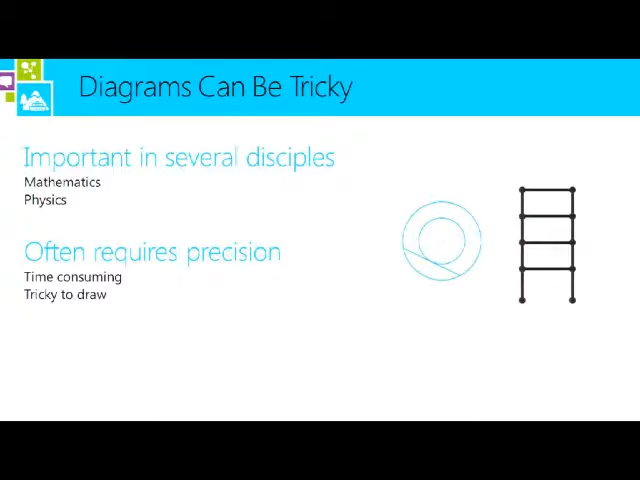 Diagrams Can Be Tricky
Important in several disciples
Mathematics
Physics
Often requires precision
Time consuming
Tricky to draw